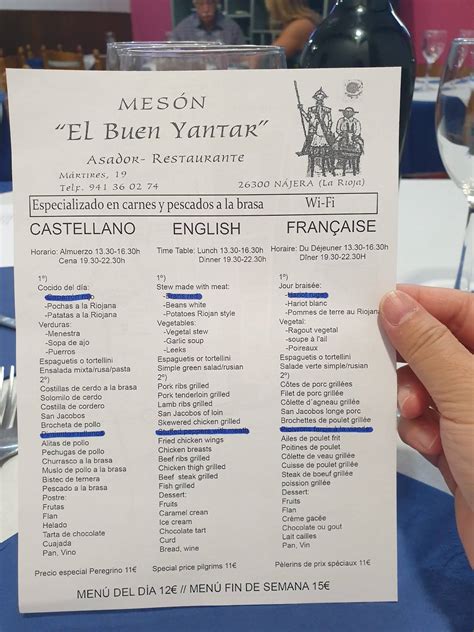 MESÓN
"EL BUEN YANTAR"
Asador- Restaurante
Mártires, 19
Telf. 941 36 02 74
26300 NÁJERA (La Rioja)
Especializado en carnes y pescados a la brasa
Wi-Fi
CASTELLANO
Horario: Almuerzo 13.30-16.30h
Cena 19.30-22.30h
1º)
Cocido del día:
-Pochas a la Riojana
-Patatas a la Riojana
Verduras:
-Menestra
-Sopa de ajo
-Puerros
Espaguetis o tortellini
Ensalada mixta/rusa/pasta
2º)
Costillas de cerdo a la brasa
Solomilo de cerdo
Costilla de cordero
San Jacobos
Brocheta de pollo
Alitas de pollo
Pechugas de pollo
Churrasco a la brasa
Muslo de pollo a la brasa
Bistec de ternera
Pescado a la brasa
Postre:
Frutas
Flan
Helado
Tarta de chocolate
Cuajada
Pan, Vino
Precio especial Peregrino 11€
ENGLISH
Time Table: Lunch 13.30-16.30h
Dinner 19.30-22.30h
1º)
Stew made with meat:
-Beans white
-Potatoes Riojan style
Vegetables:
-Vegetal stew
-Garlic soup
-Leeks
Espaguetis or tortellini
Simple green salad/rusian
2º)
Pork ribs grilled
Pork tenderloin grilled
Lamb ribs grilled
San Jacobos of loin
Skewered chicken grilled
Stuffed peppers with meat
Fried chicken wings
Chicken breasts
Beef ribs grilled
Chicken thigh grilled
Beef steak grilled
Fish grilled
Dessert:
Fruits
Caramel crean
Ice cream
Chocolate tart
Curd
Bread, wine
Special price pilgrims 11€
FRANÇAISE
Horaire: Du Déjeuner 13.30-16.30h
Dîner 19.30-22.30h
1º)
Jour braisée:
-Hariot ruges
-Hariot blanc
-Pommes de terre au Riojana
Vegetal:
-Ragout vegetal
-soupe a'il
-Poireaux
Espaguetis o tortellini
Salade verte simple/rusian
2º)
Côtes de porc grillées
Filet de porc grillée
Côlette d'agneau grillée
San Jacobos longe porc
Brochettes de poulet grillée
Ailes de poulet frit
Poitines de poulet
Côtelette de veau grillée
Cuisse de poulet grillée
Steak de boeuf grillée
Poisson grillée
Dessert:
Fruits
Flan
Crème gacée
Chocolate ou gout
Lait cailles
Pan, Vin
Pèlerins de prix spéciaux 11€
MENÚ DEL DÍA 12€ // MENÚ FIN DE SEMANA 15€